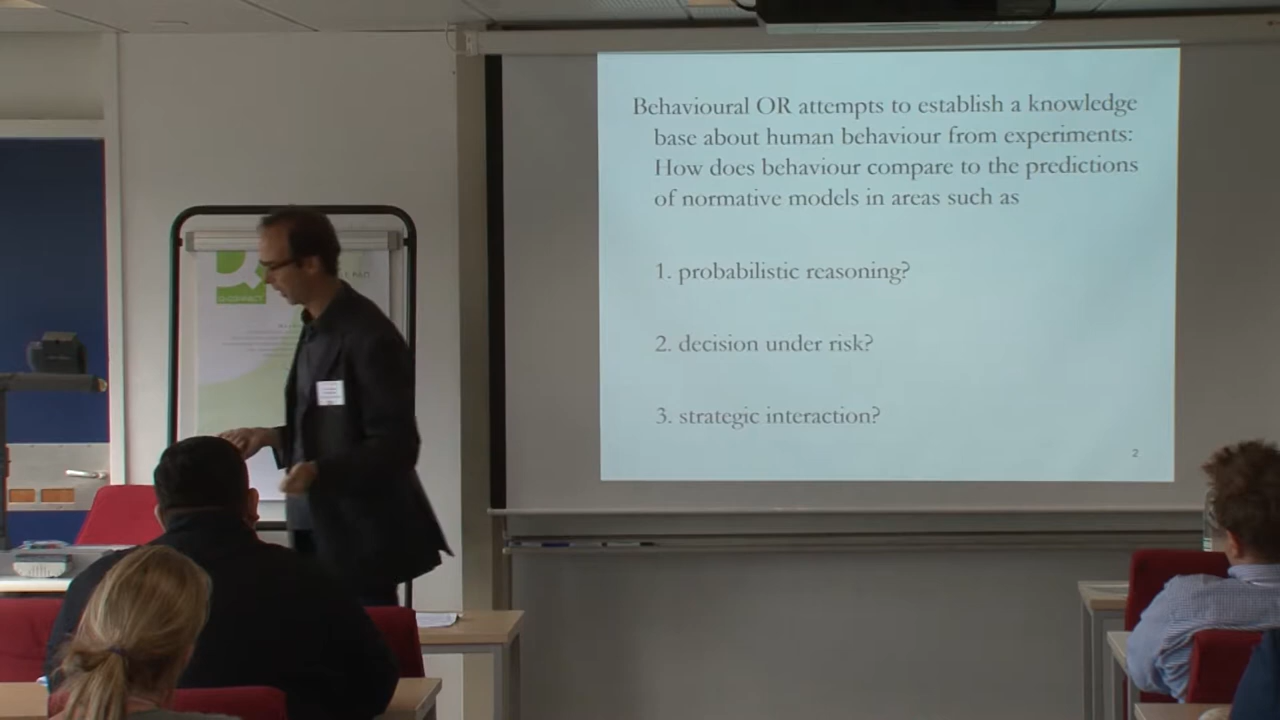 Behavioural OR attempts to establish a knowledge
base about human behaviour from experiments:
How does behaviour compare to the predictions
of normative models in areas such as
1. probabilistic reasoning?
2. decision under risk?
3. strategic interaction?
2
Q-CONNECT